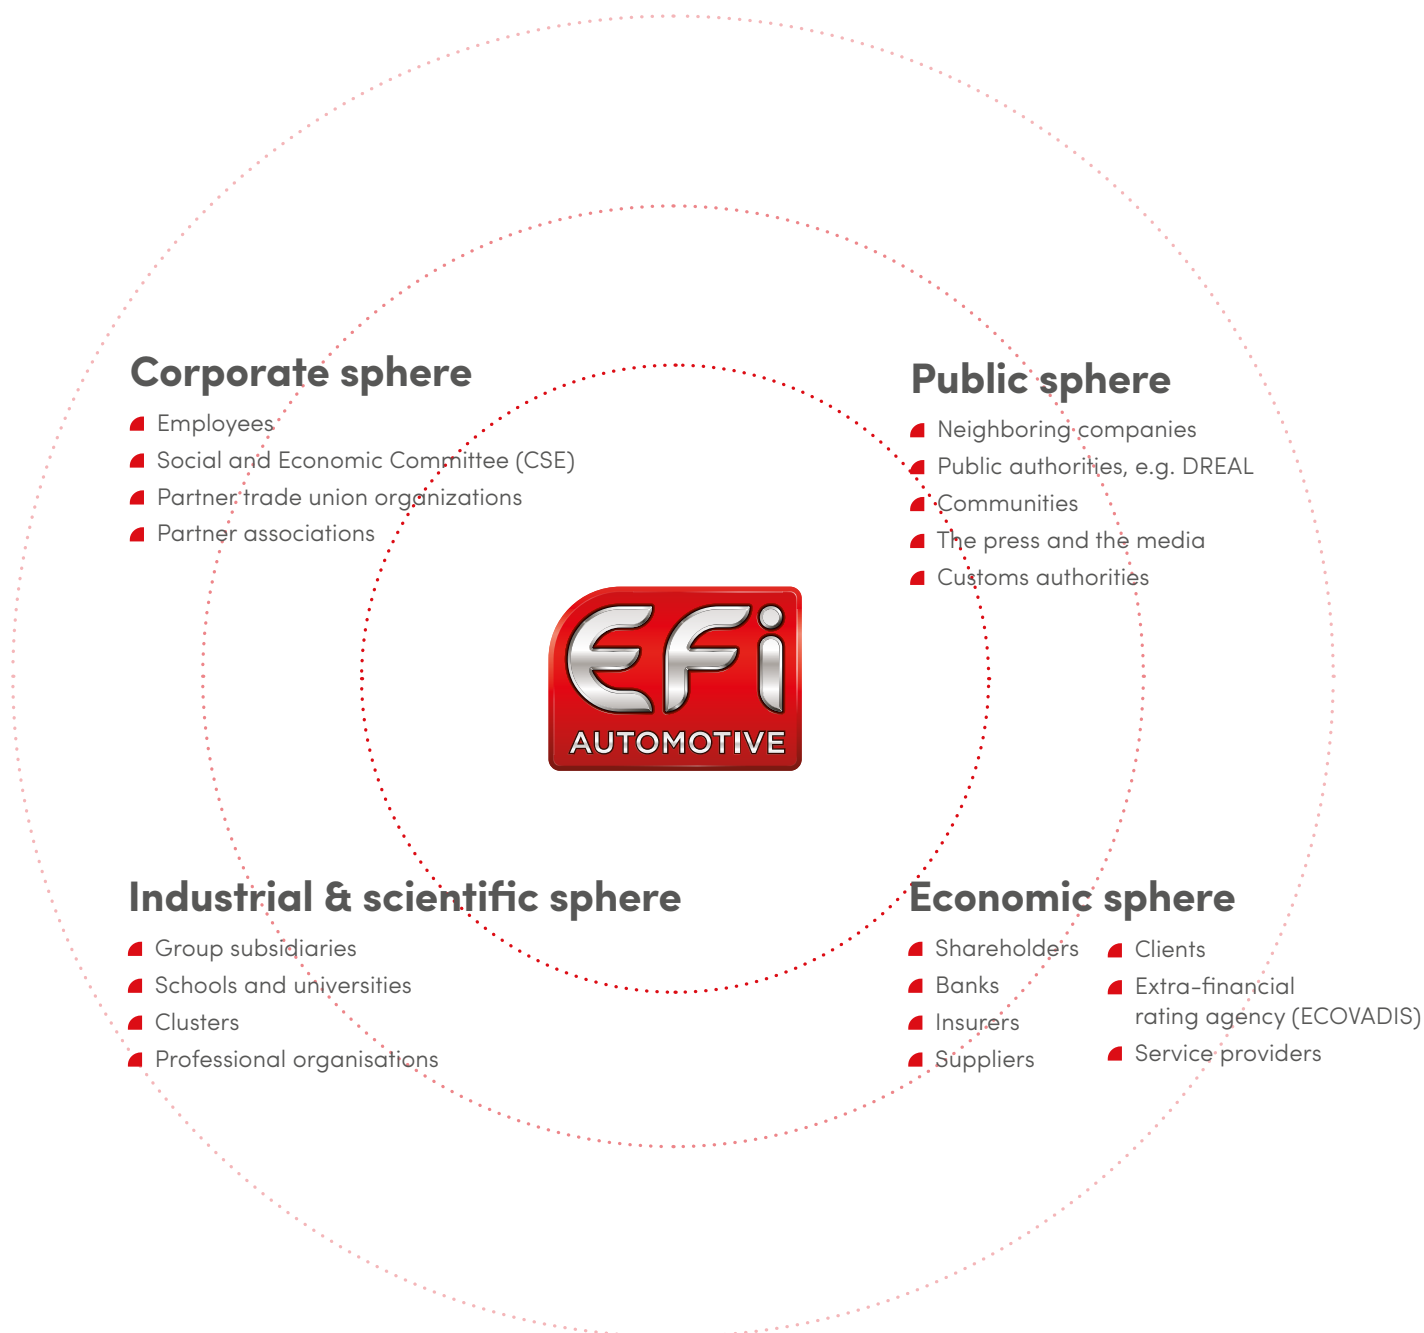 Corporate sphere
Employees
Social and Economic Committee (CSE)
Partner trade union organizations
Partner associations
Public sphere
Neighboring companies
Public authorities, e.g. DREAL
Communities
The press and the media
Customs authorities
EFi
AUTOMOTIVE
Industrial & scientific sphere
Group subsidiaries
Schools and universities
Clusters
Professional organisations
Economic sphere
Shareholders
Banks
Insurers
Suppliers
Clients
Extra-financial
rating agency (ECOVADIS)
Service providers